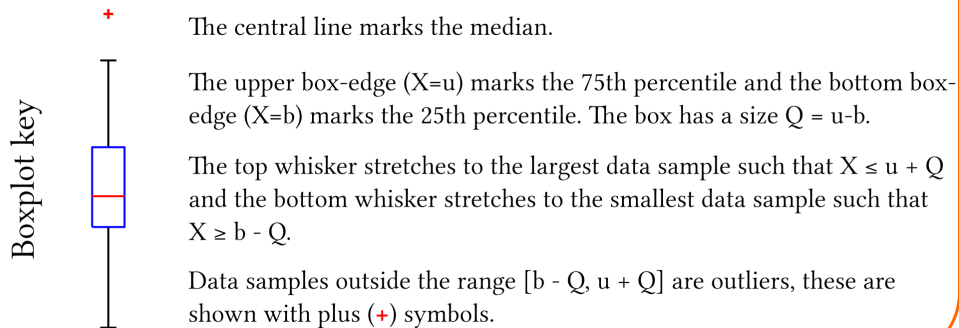 Boxplot key
The central line marks the median.
The upper box-edge (X=u) marks the 75th percentile and the bottom box-
edge (X=b) marks the 25th percentile. The box has a size Q = u-b.
The top whisker stretches to the largest data sample such that X ≤ u + Q
and the bottom whisker stretches to the smallest data sample such that
X ≥ b - Q.
Data samples outside the range [b - Q, u + Q] are outliers, these are
shown with plus (+) symbols.